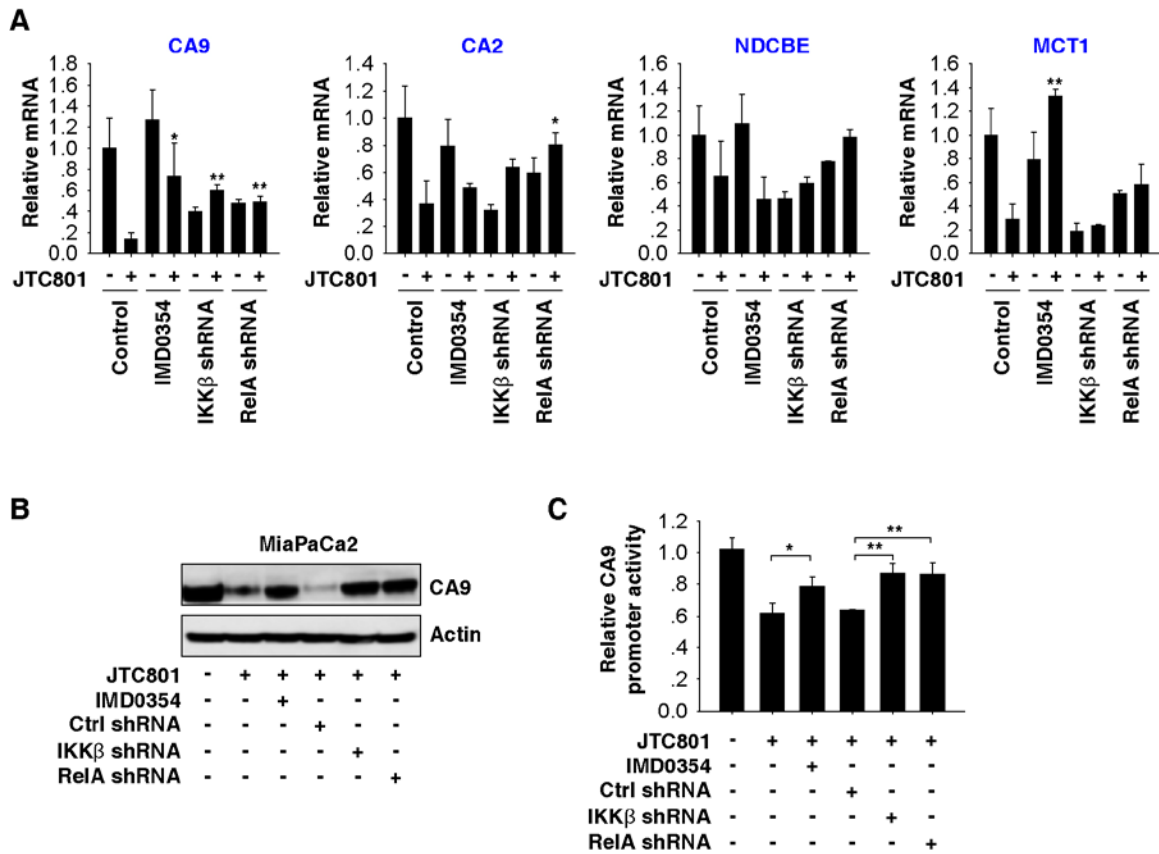 A
CA9
Relative mRNA
1.8
1.6
1.4
1.2
1.0
.8
.6
.4
.2
0.0
*
**
**
JTC801 - + - + - + - +
Control
IMD0354
IKKβ shRNA
RelA shRNA
CA2
Relative mRNA
1.4
1.2
1.0
.8
.6
.4
.2
0.0
*
JTC801 - + - + - + - +
Control
IMD0354
IKKβ shRNA
RelA shRNA
NDCBE
Relative mRNA
1.6
1.4
1.2
1.0
.8
.6
.4
.2
0.0
JTC801 - + - + - + - +
Control
IMD0354
IKKβ shRNA
RelA shRNA
MCT1
Relative mRNA
1.6
1.4
1.2
1.0
.8
.6
.4
.2
0.0
**
JTC801 - + - + - + - +
Control
IMD0354
IKKβ shRNA
RelA shRNA
B
MiaPaCa2
CA9
Actin
JTC801 - + + + + +
IMD0354 - - + - - -
Ctrl shRNA - - - + - -
IKKβ shRNA - - - - + -
RelA shRNA - - - - - +
C
Relative CA9
promoter activity
1.2
1.0
.8
.6
.4
.2
0.0
*
**
**
JTC801 - + + + + +
IMD0354 - - + - - -
Ctrl shRNA - - - + - -
IKKβ shRNA - - - - + -
RelA shRNA - - - - - +